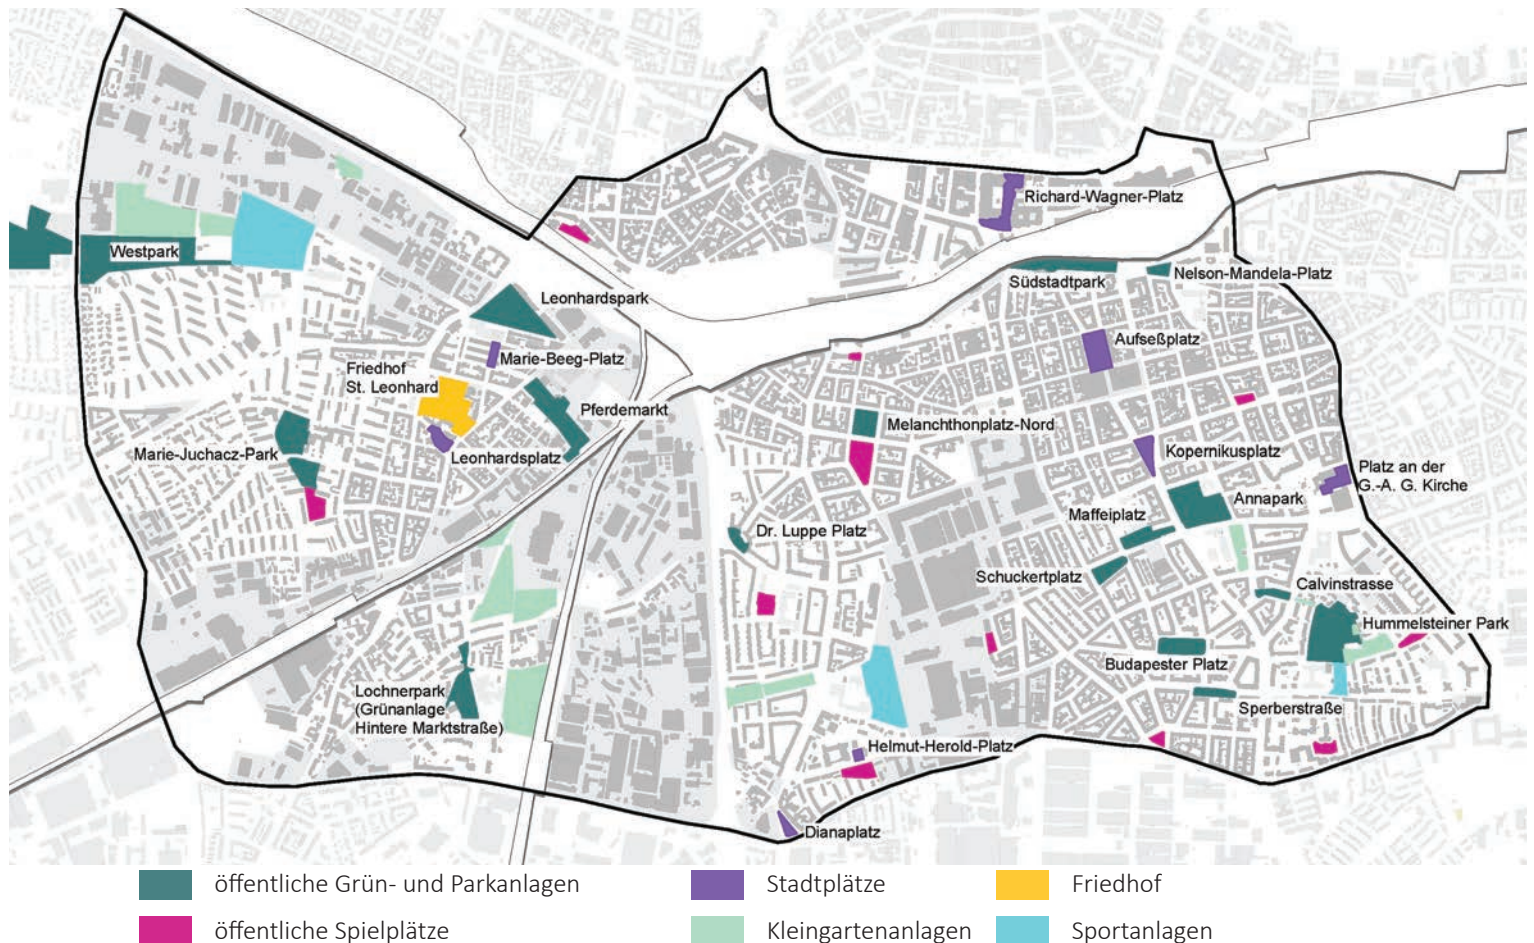 Richard-Wagner-Platz
Westpark
Nelson-Mandela-Platz
Südstadtpark
Leonhardspark
Aufseßplatz
Marie-Beeg-Platz
Friedhof
St. Leonhard
Pferdemarkt
Melanchthonplatz-Nord
Marie-Juchacz-Park
Leonhardsplatz
Kopernikusplatz
Platz an der
G.-A. G. Kirche
Annapark
Maffeiplatz
Dr. Luppe Platz
Schuckertplatz
Calvinstrasse
Hummelsteiner Park
Budapester Platz
Lochnerpark
(Grünanlage
Hintere Marktstraße)
Sperberstraße
Helmut-Herold-Platz
Dianaplatz
öffentliche Grün- und Parkanlagen
Stadtplätze
Friedhof
öffentliche Spielplätze
Kleingartenanlagen
Sportanlagen